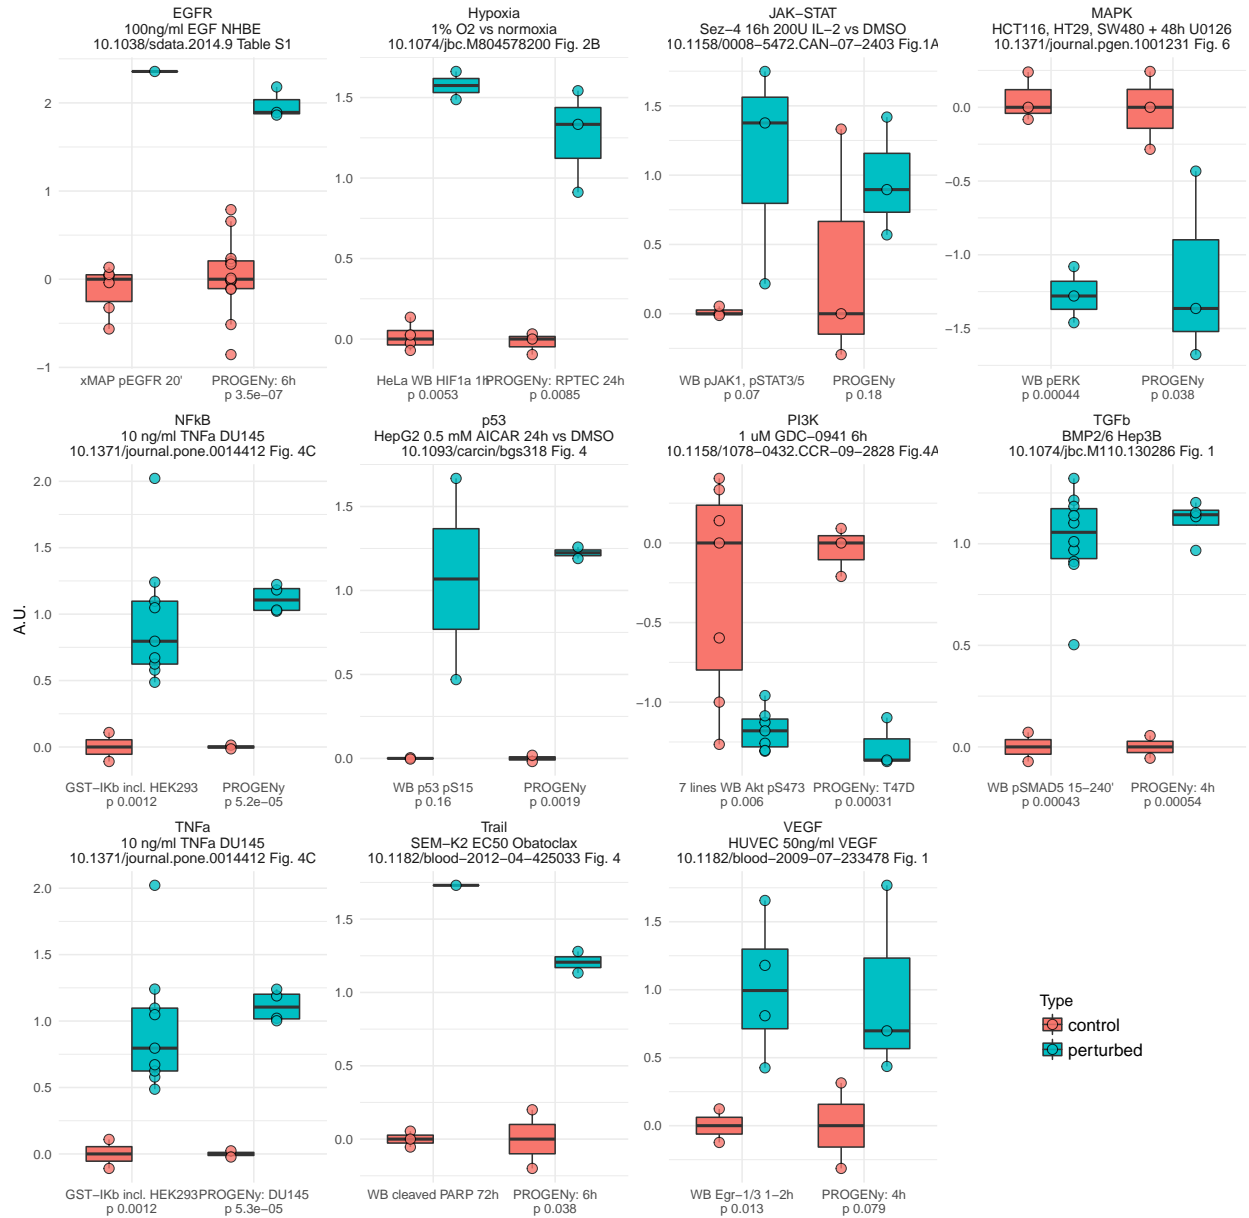 EGFR
100ng/ml EGF NHBE
10.1038/sdata.2014.9 Table S1
2
1
0
−1
xMAP pEGFR 20'
PROGENy: 6h
p 3.5e−07
Hypoxia
1% O2 vs normoxia
10.1074/jbc.M804578200 Fig. 2B
1.5
1.0
0.5
0.0
HeLa WB HIF1a 1h
p 0.0053
PROGENy: RPTEC 24h
p 0.0085
JAK−STAT
Sez−4 16h 200U IL−2 vs DMSO
10.1158/0008−5472.CAN−07−2403 Fig.1A
1.5
1.0
0.5
0.0
WB pJAK1, pSTAT3/5
p 0.07
PROGENy
p 0.18
MAPK
HCT116, HT29, SW480 + 48h U0126
10.1371/journal.pgen.1001231 Fig. 6
0.0
−0.5
−1.0
−1.5
WB pERK
p 0.00044
PROGENy
p 0.038
A.U.
NFkB
10 ng/ml TNFa DU145
10.1371/journal.pone.0014412 Fig. 4C
2.0
1.5
1.0
0.5
0.0
GST−IKb incl. HEK293
p 0.0012
PROGENy
p 5.2e−05
p53
HepG2 0.5 mM AICAR 24h vs DMSO
10.1093/carcin/bgs318 Fig. 4
1.5
1.0
0.5
0.0
WB p53 pS15
p 0.16
PROGENy
p 0.0019
PI3K
1 uM GDC−0941 6h
10.1158/1078−0432.CCR−09−2828 Fig.4A
0.0
−0.5
−1.0
7 lines WB Akt pS473
p 0.006
PROGENy: T47D
p 0.00031
TGFb
BMP2/6 Hep3B
10.1074/jbc.M110.130286 Fig. 1
1.0
0.5
0.0
WB pSMAD5 15−240'
p 0.00043
PROGENy: 4h
p 0.00054
TNFa
10 ng/ml TNFa DU145
10.1371/journal.pone.0014412 Fig. 4C
2.0
1.5
1.0
0.5
0.0
GST−IKb incl. HEK293
p 0.0012
PROGENy: DU145
p 5.3e−05
Trail
SEM−K2 EC50 Obatoclax
10.1182/blood−2012−04−425033 Fig. 4
1.5
1.0
0.5
0.0
WB cleaved PARP 72h
PROGENy: 6h
p 0.038
VEGF
HUVEC 50ng/ml VEGF
10.1182/blood−2009−07−233478 Fig. 1
1.5
1.0
0.5
0.0
WB Egr−1/3 1−2h
p 0.013
PROGENy: 4h
p 0.079
Type
control
perturbed